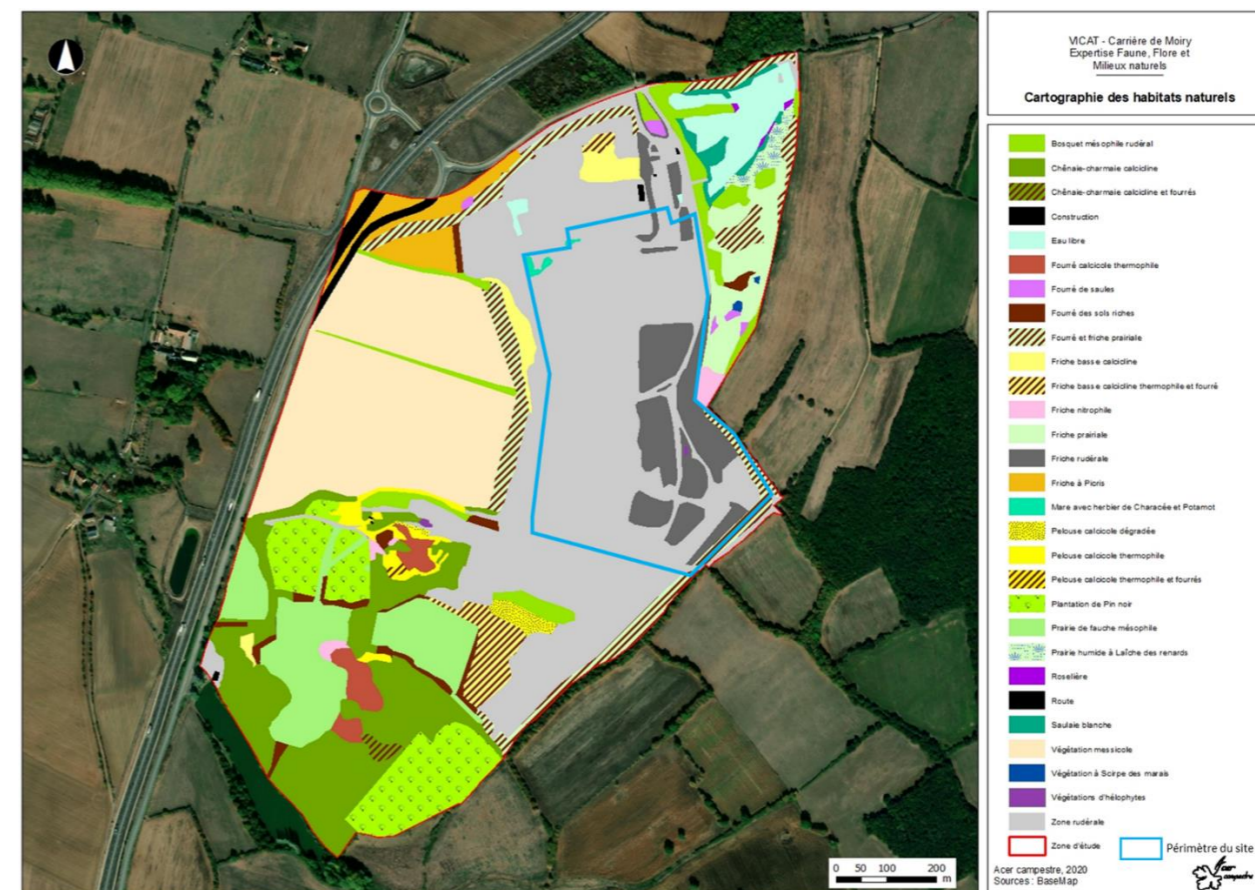 VICAT - Carrière de Moiry
Expertise Faune, Flore et
Milieux naturels
Cartographie des habitats naturels
Bosquet mésophile rudéral
Chênaie-charmaie calcicline
Chênaie-charmaie calcicline et fourrés
Construction
Eau libre
Fourré calcicole thermophile
Fourré de saules
Fourré des sols riches
Fourré et friche prairiale
Friche basse calcicline
Friche basse calcicline thermophile et fourré
Friche nitrophile
Friche prairiale
Friche rudérale
Friche à Picris
Mare avec herbier de Characée et Potamot
Pelouse calcicole dégradée
Pelouse calcicole thermophile
Pelouse calcicole thermophile et fourrés
Plantation de Pin noir
Prairie de fauche mésophile
Prairie humide à Laîche des renards
Roselière
Route
Saulaie blanche
Végétation messicole
Végétation à Scirpe des marais
Végétations d'hélophytes
Zone rudérale
Zone d'étude
Périmètre du site
Acer campestre, 2020
Sources : BaseMap
acer
campestre
0 50 100 200
m